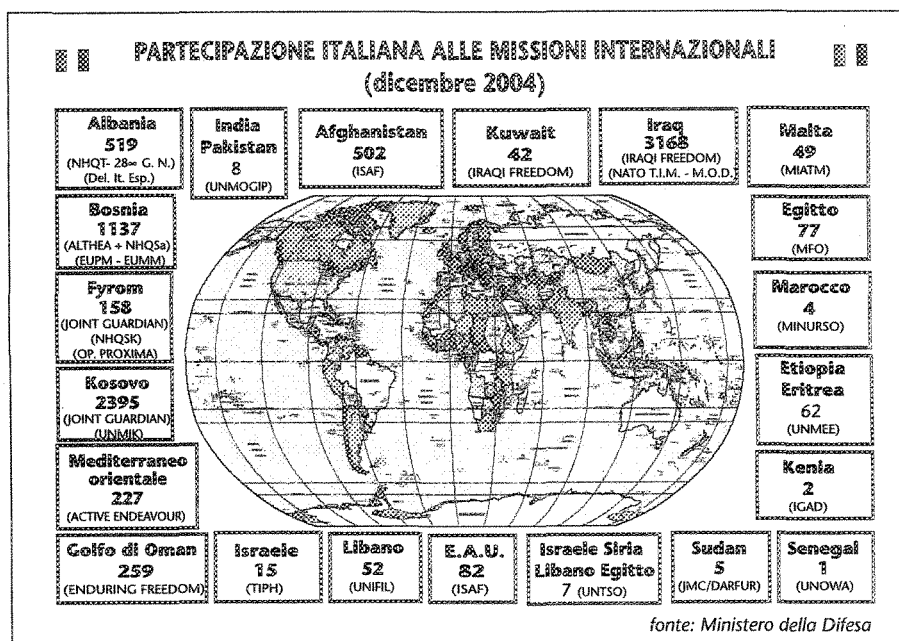 PARTECIPAZIONE ITALIANA ALLE MISSIONI INTERNAZIONALI
(dicembre 2004)
Albania
519
(NHQT- 28∞ G. N.)
(Del. It. Esp.)
India
Pakistan
8
(UNMOGIP)
Afghanistan
502
(ISAF)
Kuwait
42
(IRAQI FREEDOM)
Iraq
3168
(IRAQI FREEDOM)
(NATO T.I.M. - M.O.D.)
Malta
49
(MIATM)
Bosnia
1137
(ALTHEA + NHQSa)
(EUPM - EUMM)
Egitto
77
(MFO)
Fyrom
158
(JOINT GUARDIAN)
(NHQSK)
(OP. PROXIMA)
Marocco
4
(MINURSO)
Kosovo
2395
(JOINT GUARDIAN)
(UNMIK)
Etiopia
Eritrea
62
(UNMEE)
Mediterraneo
orientale
227
(ACTIVE ENDEAVOUR)
Kenia
2
(IGAD)
Golfo di Oman
259
(ENDURING FREEDOM)
Israele
15
(TIPH)
Libano
52
(UNIFIL)
E.A.U.
82
(ISAF)
Israele Siria
Libano Egitto
7 (UNTSO)
Sudan
5
(JMC/DARFUR)
Senegal
1
(UNOWA)
fonte: Ministero della Difesa